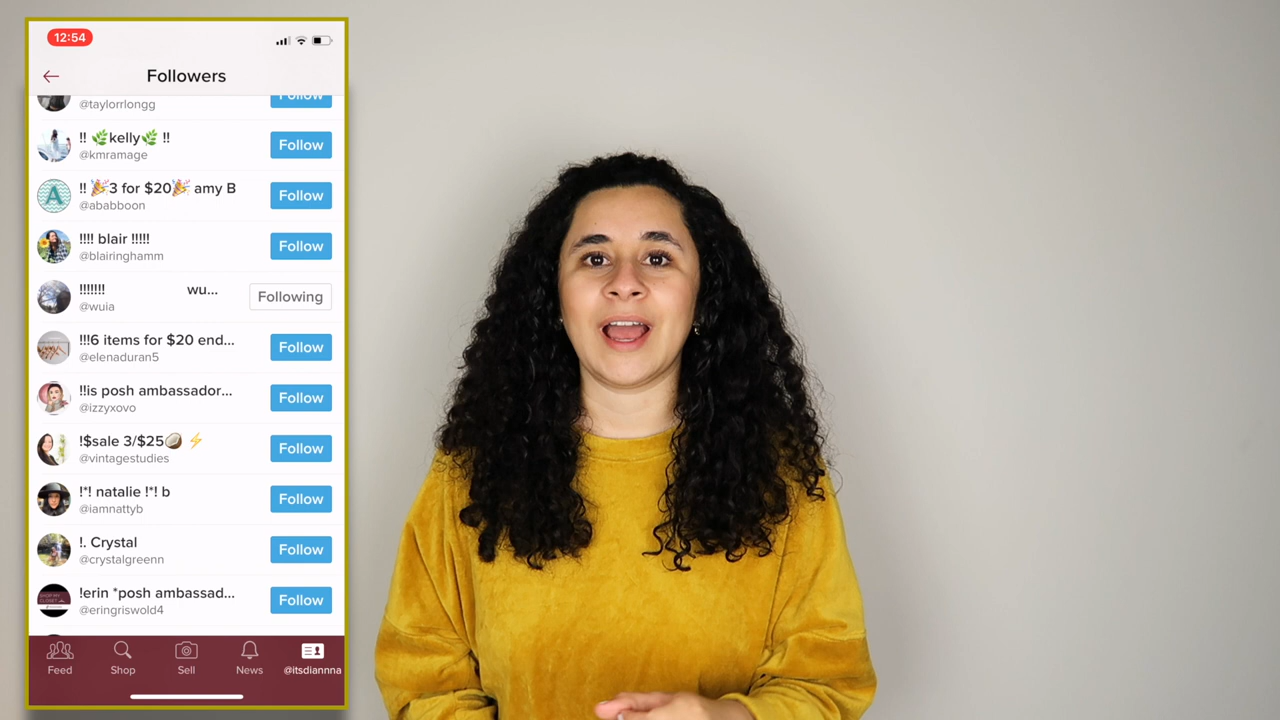 12:54
Followers
@taylorrlongg
Follow
!! 🌿kelly🌿 !!
@kmramage
Follow
!! 🎉3 for $20🎉 amy B
@ababboon
Follow
!!!! blair !!!!!
@blairinghamm
Follow
!!!!!!! wu...
@wuia
Following
!!!6 items for $20 end...
@elenaduran5
Follow
!!is posh ambassador...
@izzyxovo
Follow
!$sale 3/$25🥥 ⚡
@vintagestudies
Follow
!*! natalie !*! b
@iamnattyb
Follow
!. Crystal
@crystalgreenn
Follow
!erin *posh ambassad...
@eringriswold4
Follow
Feed Shop Sell News @itsdiannna